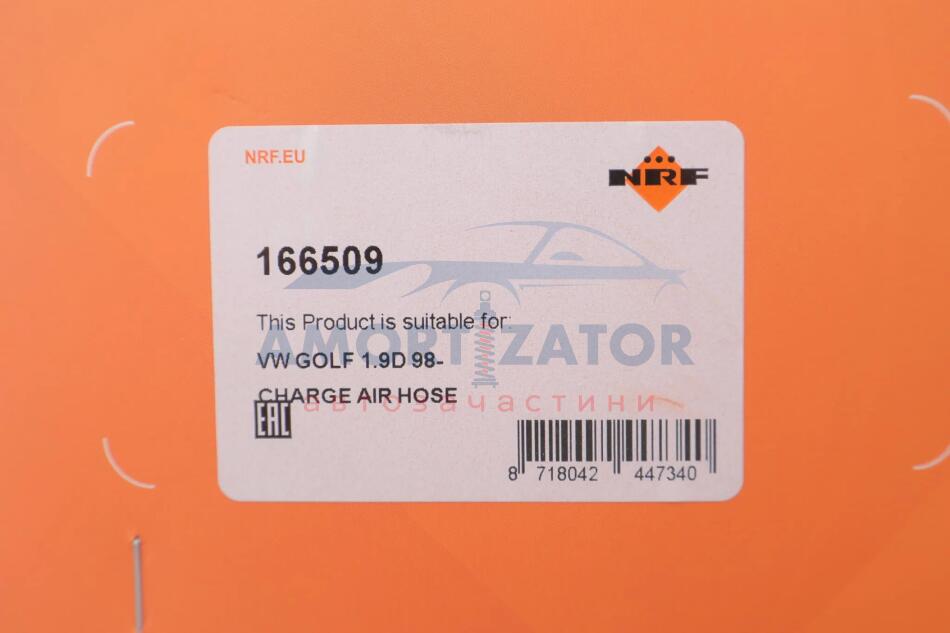 NRF.EU
NRF
166509
This Product is suitable for:
AMORTIZATOR
VW GOLF 1.9D 98-
CHARGE AIR HOSE
автозачастини
EAC
8 718042 447340